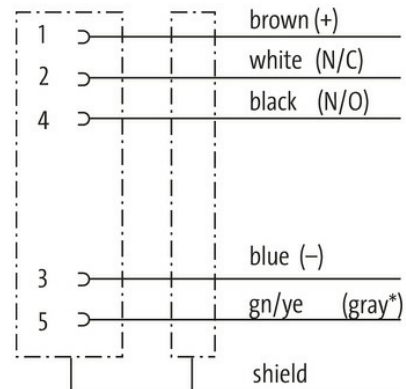 1 brown (+)
2 white (N/C)
4 black (N/O)
3 blue (–)
5 gn/ye (gray*)
shield